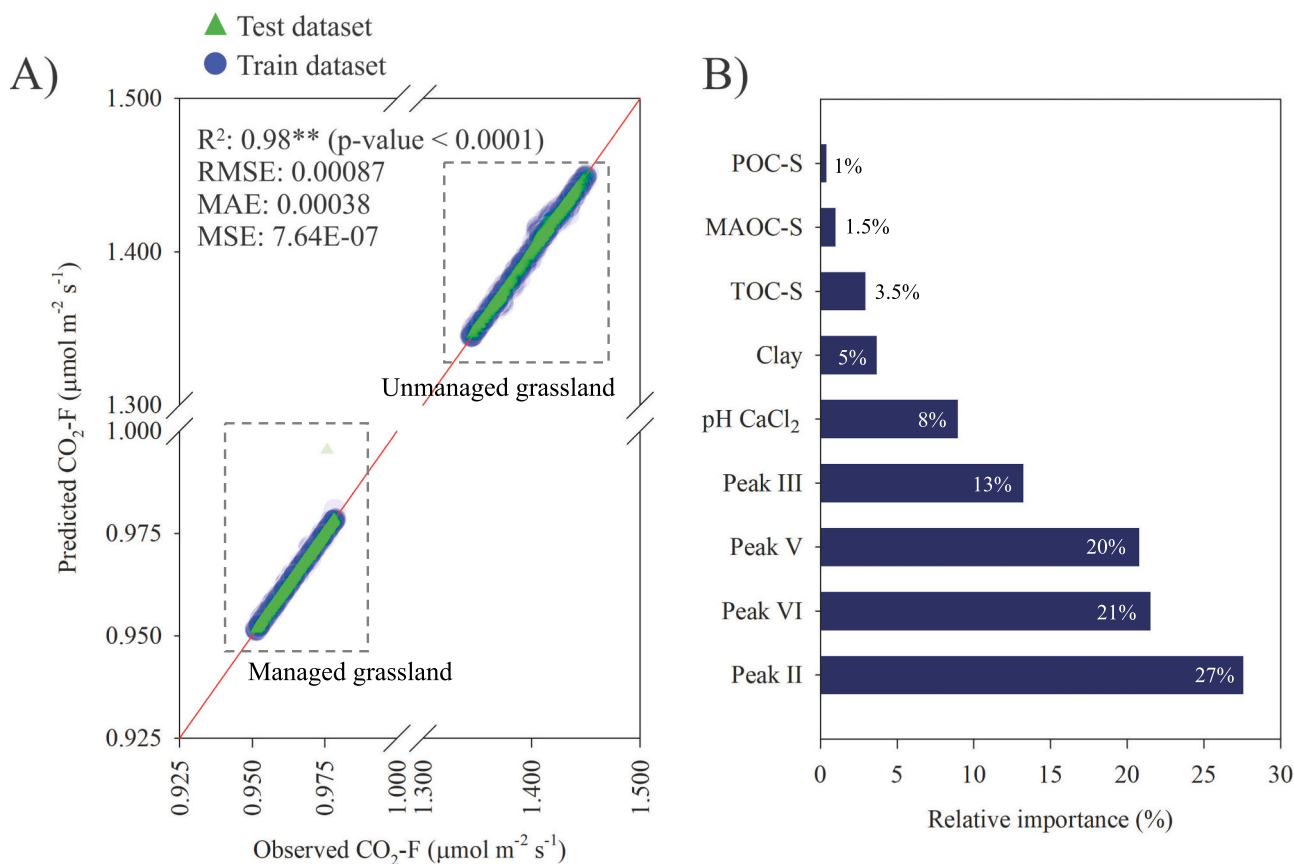 A)
Test dataset
Train dataset
R²: 0.98** (p-value < 0.0001)
RMSE: 0.00087
MAE: 0.00038
MSE: 7.64E-07
1.500
1.400
1.300
1.000
0.975
0.950
0.925
Predicted CO₂-F (µmol m⁻² s⁻¹)
Unmanaged grassland
Managed grassland
0.925
0.950
0.975
1.000
1.300
1.400
1.500
Observed CO₂-F (µmol m⁻² s⁻¹)
B)
POC-S 1%
MAOC-S 1.5%
TOC-S 3.5%
Clay 5%
pH CaCl₂ 8%
Peak III 13%
Peak V 20%
Peak VI 21%
Peak II 27%
0 5 10 15 20 25 30
Relative importance (%)